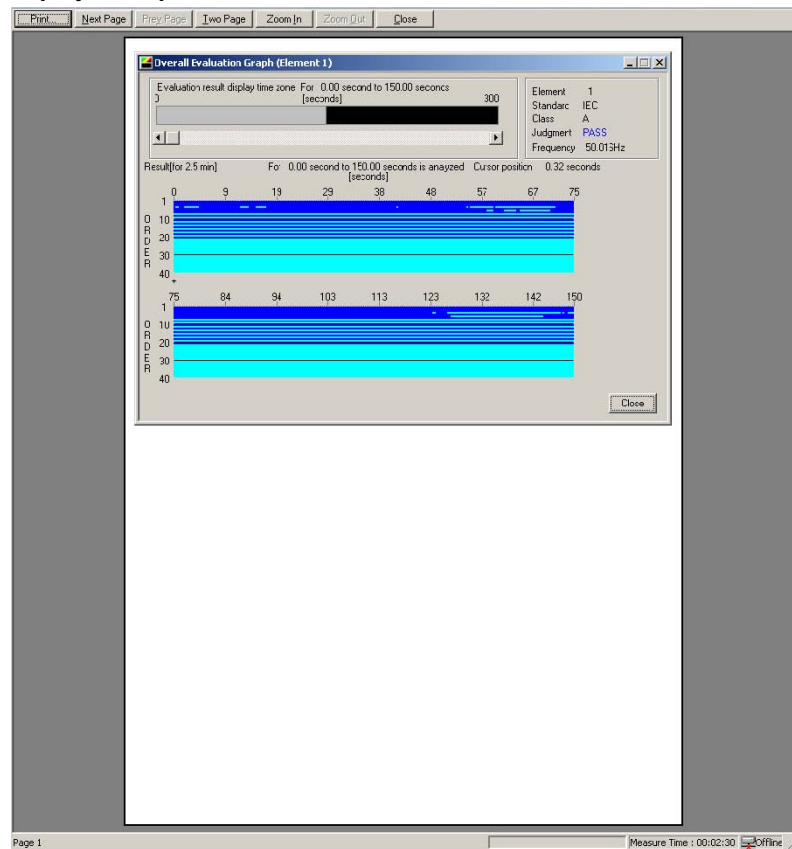 Print... Next Page Prev Page Two Page Zoom In Zoom Out Close
Overall Evaluation Graph (Element 1)
Evaluation result display time zone For 0.00 second to 150.00 seconds
0 [seconds] 300
Element 1
Standard IEC
Class A
Judgment PASS
Frequency 50.016Hz
Result(for 2.5 min) For 0.00 second to 150.00 seconds is anayzed Cursor position 0.32 seconds
[seconds]
0 9 19 29 38 48 57 67 75
1
10
20
30
40
ORDER
75 84 94 103 113 123 132 142 150
1
10
20
30
40
ORDER
Close
Page 1 Measure Time : 00:02:30 Offline